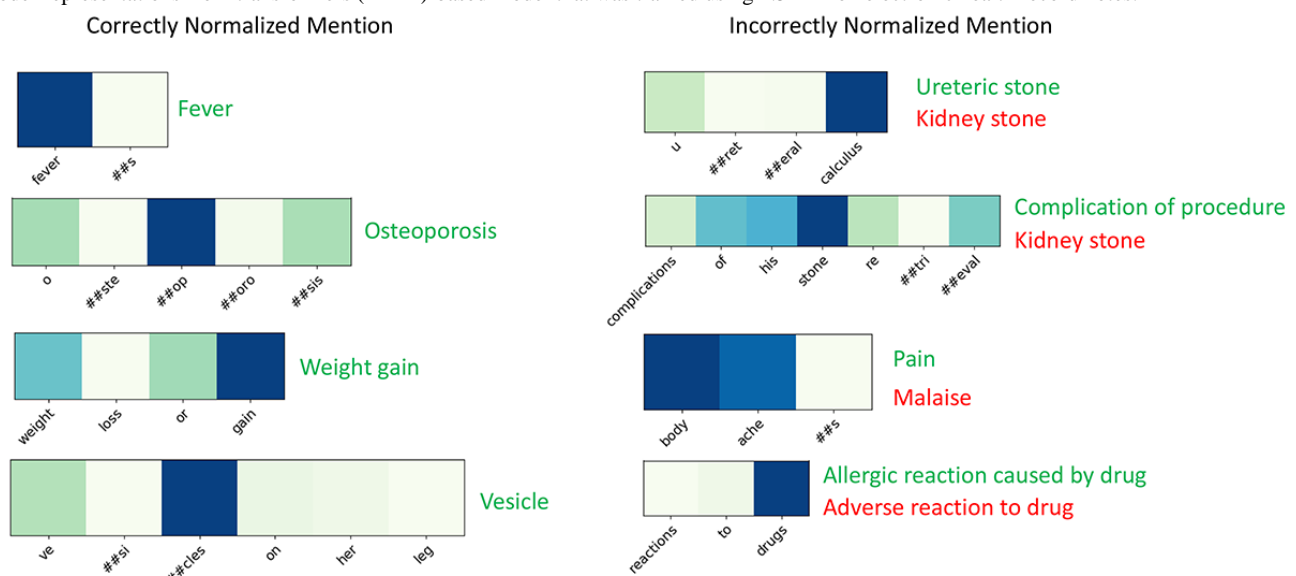 Correctly Normalized Mention
fever ##s
Fever
o ##ste ##op ##oro ##sis
Osteoporosis
weight loss or gain
Weight gain
ve ##si ##cles on her leg
Vesicle
Incorrectly Normalized Mention
u ##ret ##eral calculus
Ureteric stone
Kidney stone
complications of his stone re ##tri ##eval
Complication of procedure
Kidney stone
body ache ##s
Pain
Malaise
reactions to drugs
Allergic reaction caused by drug
Adverse reaction to drug